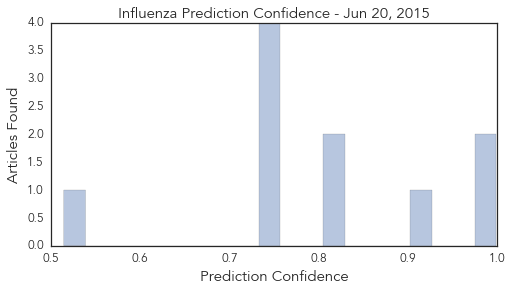 Influenza Prediction Confidence - Jun 20, 2015
4.0
3.5
3.0
2.5
2.0
1.5
1.0
0.5
0.0
Articles Found
0.5 0.6 0.7 0.8 0.9 1.0
Prediction Confidence